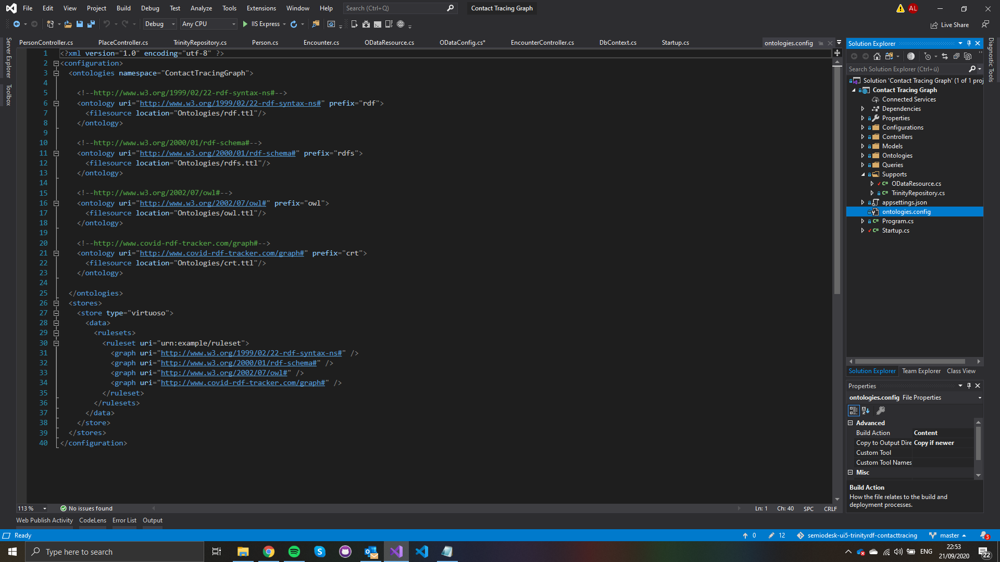 File Edit View Project Build Debug Test Analyze Tools Extensions Window Help Search (Ctrl+Q) Contact Tracing Graph AL
Debug Any CPU IIS Express Live Share
PersonController.cs PlaceController.cs TrinityRepository.cs Person.cs Encounter.cs ODataResource.cs ODataConfig.cs* EncounterController.cs DbContext.cs Startup.cs ontologies.config
Server Explorer
Toolbox
1 <?xml version="1.0" encoding="utf-8" ?>
2 <configuration>
3 <ontologies namespace="ContactTracingGraph">
4
5 <!--http://www.w3.org/1999/02/22-rdf-syntax-ns#-->
6 <ontology uri="http://www.w3.org/1999/02/22-rdf-syntax-ns#" prefix="rdf">
7 <filesource location="Ontologies/rdf.ttl"/>
8 </ontology>
9
10 <!--http://www.w3.org/2000/01/rdf-schema#-->
11 <ontology uri="http://www.w3.org/2000/01/rdf-schema#" prefix="rdfs">
12 <filesource location="Ontologies/rdfs.ttl"/>
13 </ontology>
14
15 <!--http://www.w3.org/2002/07/owl#-->
16 <ontology uri="http://www.w3.org/2002/07/owl#" prefix="owl">
17 <filesource location="Ontologies/owl.ttl"/>
18 </ontology>
19
20 <!--http://www.covid-rdf-tracker.com/graph#-->
21 <ontology uri="http://www.covid-rdf-tracker.com/graph#" prefix="crt">
22 <filesource location="Ontologies/crt.ttl"/>
23 </ontology>
24
25 </ontologies>
26 <stores>
27 <store type="virtuoso">
28 <data>
29 <rulesets>
30 <ruleset uri="urn:example/ruleset">
31 <graph uri="http://www.w3.org/1999/02/22-rdf-syntax-ns#" />
32 <graph uri="http://www.w3.org/2000/01/rdf-schema#" />
33 <graph uri="http://www.w3.org/2002/07/owl#" />
34 <graph uri="http://www.covid-rdf-tracker.com/graph#" />
35 </ruleset>
36 </rulesets>
37 </data>
38 </store>
39 </stores>
40 </configuration>
113 % No issues found Ln: 1 Ch: 40 SPC CRLF
Web Publish Activity CodeLens Error List Output
Solution Explorer
Search Solution Explorer (Ctrl+ü)
Solution 'Contact Tracing Graph' (1 of 1 proj
Contact Tracing Graph
Connected Services
Dependencies
Properties
Configurations
Controllers
Models
Ontologies
Queries
Supports
C# ODataResource.cs
C# TrinityRepository.cs
appsettings.json
ontologies.config
C# Program.cs
C# Startup.cs
Solution Explorer Team Explorer Class View
Properties
ontologies.config File Properties
Advanced
Build Action Content
Copy to Output Dire Copy if newer
Custom Tool
Custom Tool Names
Misc
Build Action
How the file relates to the build and
deployment processes.
Diagnostic Tools
Ready 0 12 semiodesk-ui5-trinityrdf-contacttracing master 3
Type here to search ENG 22:53
21/09/2020 22